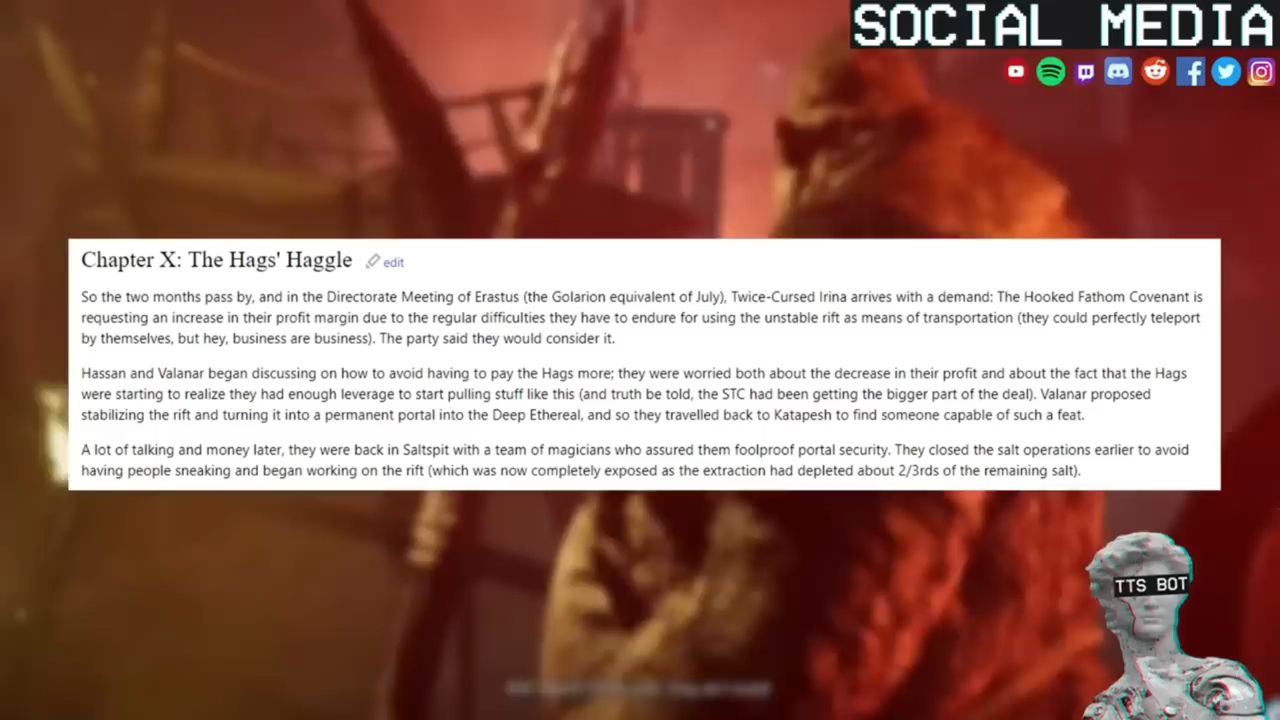 SOCIAL MEDIA
Chapter X: The Hags' Haggle edit
So the two months pass by, and in the Directorate Meeting of Erastus (the Golarion equivalent of July), Twice-Cursed Irina arrives with a demand: The Hooked Fathom Covenant is
requesting an increase in their profit margin due to the regular difficulties they have to endure for using the unstable rift as means of transportation (they could perfectly teleport
by themselves, but hey, business are business). The party said they would consider it.
Hassan and Valanar began discussing on how to avoid having to pay the Hags more; they were worried both about the decrease in their profit and about the fact that the Hags
were starting to realize they had enough leverage to start pulling stuff like this (and truth be told, the STC had been getting the bigger part of the deal). Valanar proposed
stabilizing the rift and turning it into a permanent portal into the Deep Ethereal, and so they travelled back to Katapesh to find someone capable of such a feat.
A lot of talking and money later, they were back in Saltspit with a team of magicians who assured them foolproof portal security. They closed the salt operations earlier to avoid
having people sneaking and began working on the rift (which was now completely exposed as the extraction had depleted about 2/3rds of the remaining salt).
TTS BOT